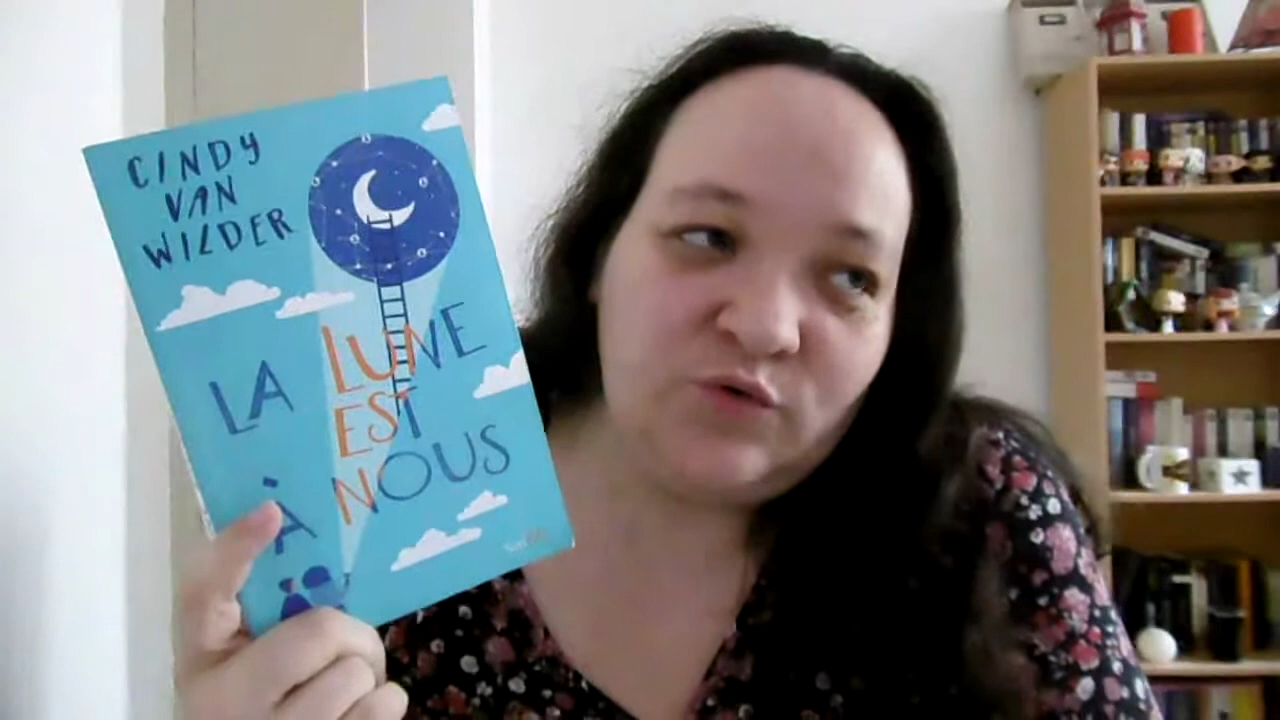 CINDY
VAN
WILDER
LA LUNE
EST
À NOUS